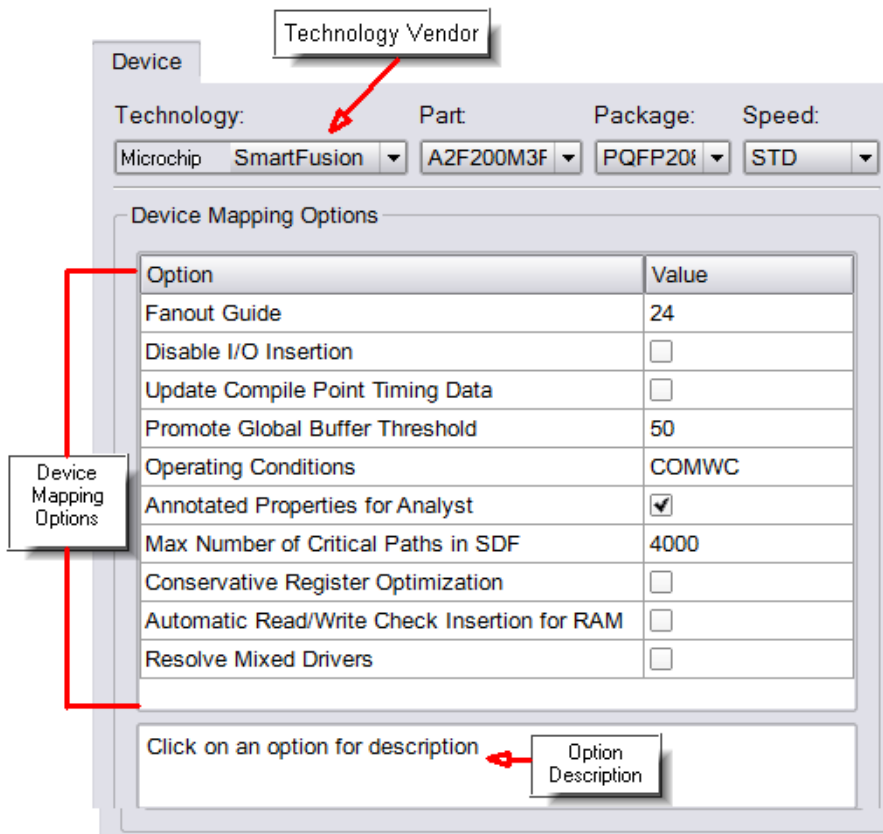 Technology Vendor
Device
Technology: Part: Package: Speed:
Microchip SmartFusion A2F200M3F PQFP208 STD
Device Mapping Options
Option Value
Fanout Guide 24
Disable I/O Insertion
Update Compile Point Timing Data
Promote Global Buffer Threshold 50
Operating Conditions COMWC
Annotated Properties for Analyst
Max Number of Critical Paths in SDF 4000
Conservative Register Optimization
Automatic Read/Write Check Insertion for RAM
Resolve Mixed Drivers
Device
Mapping
Options
Click on an option for description
Option
Description